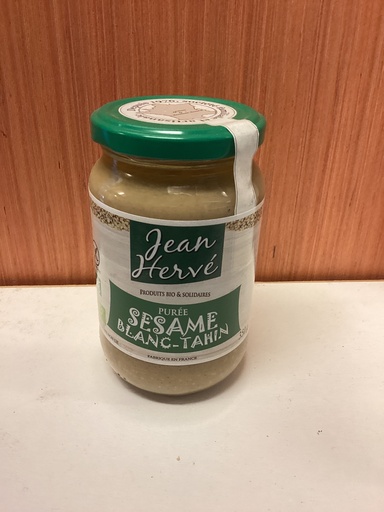 Jean
Hervé
PRODUITS BIO & SOLIDAIRES
PURÉE
SESAME
BLANC-TAHIN
FABRIQUÉ EN FRANCE